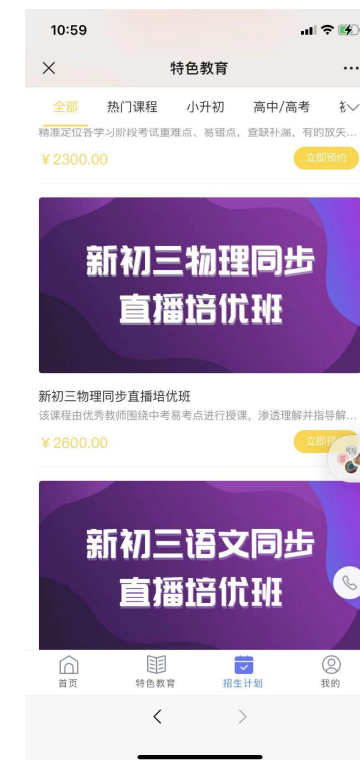 10:59
特色教育
全部 热门课程 小升初 高中/高考
精准定位各学习阶段考试重难点、易错点，查缺补漏，有的放矢...
￥2300.00
立即预约
新初三物理同步
直播培优班
新初三物理同步直播培优班
该课程由优秀教师围绕中考易考点进行授课，渗透理解并指导解...
￥2600.00
立即
新初三语文同步
直播培优班
首页 特色教育 招生计划 我的